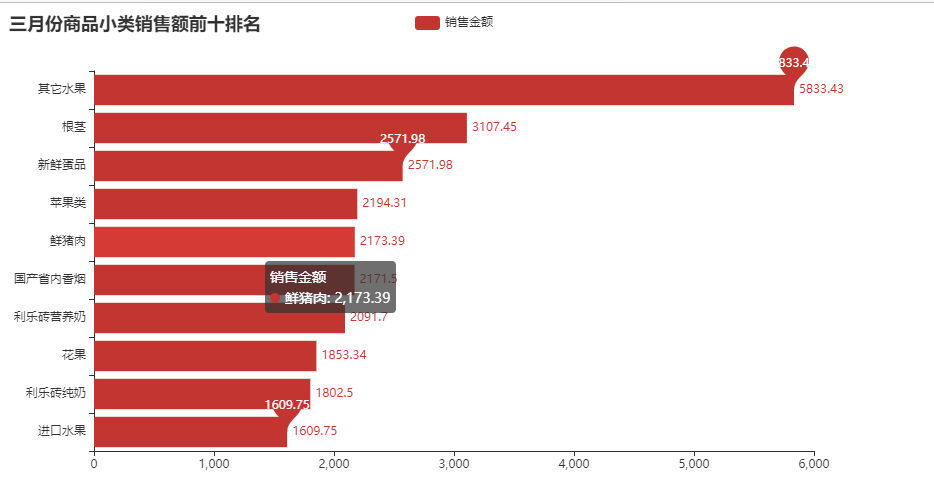 三月份商品小类销售额前十排名
销售金额
833.4
其它水果
5833.43
根茎
3107.45
2571.98
新鲜蛋品
2571.98
苹果类
2194.31
鲜猪肉
2173.39
国产省内香烟
2171.5
销售金额
鲜猪肉: 2,173.39
利乐砖营养奶
2091.7
花果
1853.34
利乐砖纯奶
1802.5
1609.75
进口水果
1609.75
0 1,000 2,000 3,000 4,000 5,000 6,000